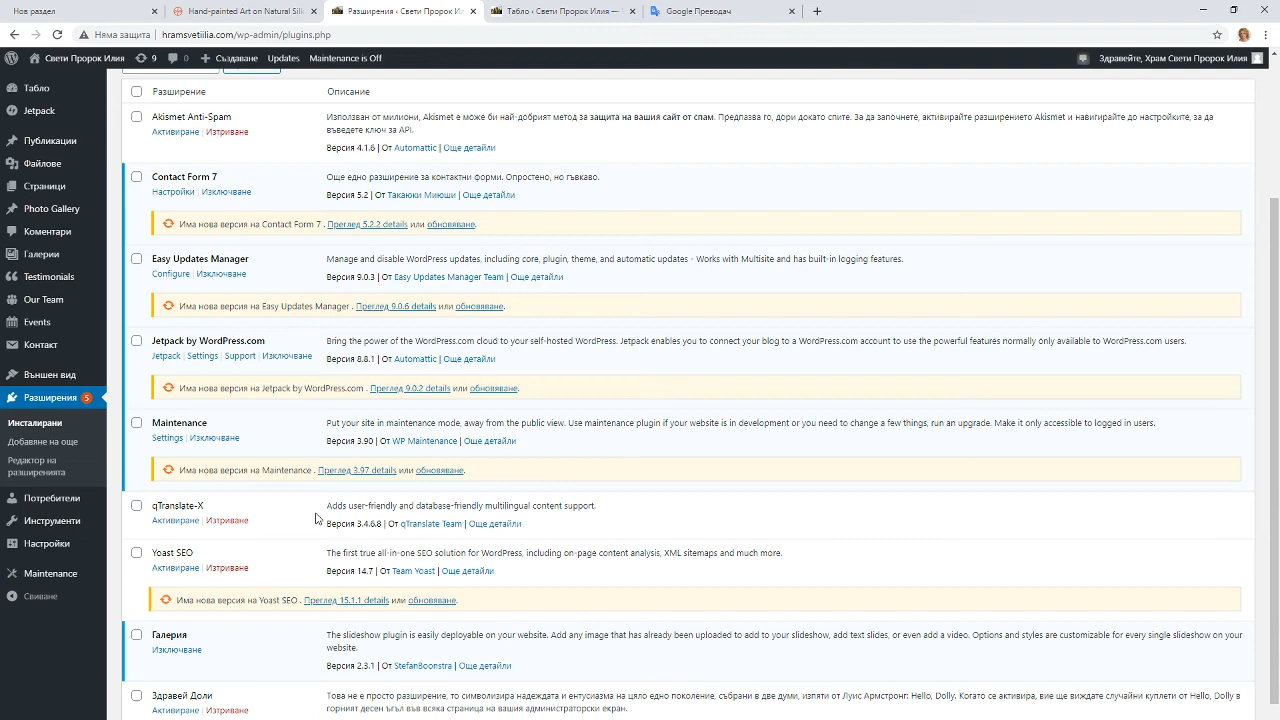 Нов раздел
Hand-painted Art on Natural Silk
Разширения ‹ Свети Пророк Ил
Табло ‹ Свети Пророк Илия —
Google Преводач
Няма защита | hramsvetiilia.com/wp-admin/plugins.php
Свети Пророк Илия 9 0 Създаване Updates Maintenance is Off Здравейте, Храм Свети Пророк Илия
Табло
Jetpack
Публикации
Файлове
Страници
Photo Gallery
Коментари
Галерии
Testimonials
Our Team
Events
Контакт
Външен вид
Разширения 5
Инсталирани
Добавяне на още
Редактор на
разширенията
Потребители
Инструменти
Настройки
Maintenance
Свиване
Разширение Описание
Akismet Anti-Spam
Активиране | Изтриване
Използван от милиони, Akismet е може би най-добрият метод за защита на вашия сайт от спам. Предпазва го, дори докато спите. За да започнете, активирайте разширението Akismet и навигирайте до настройките, за да
въведете ключ за API.
Версия 4.1.6 | От Automattic | Още детайли
Contact Form 7
Настройки | Изключване
Още едно разширение за контактни форми. Опростено, но гъвкаво.
Версия 5.2 | От Такаюки Миюши | Още детайли
Има нова версия на Contact Form 7 . Преглед 5.2.2 details или обновяване.
Easy Updates Manager
Configure | Изключване
Manage and disable WordPress updates, including core, plugin, theme, and automatic updates - Works with Multisite and has built-in logging features.
Версия 9.0.3 | От Easy Updates Manager Team | Още детайли
Има нова версия на Easy Updates Manager . Преглед 9.0.6 details или обновяване.
Jetpack by WordPress.com
Jetpack | Settings | Support | Изключване
Bring the power of the WordPress.com cloud to your self-hosted WordPress. Jetpack enables you to connect your blog to a WordPress.com account to use the powerful features normally only available to WordPress.com users.
Версия 8.8.1 | От Automattic | Още детайли
Има нова версия на Jetpack by WordPress.com . Преглед 9.0.2 details или обновяване.
Maintenance
Settings | Изключване
Put your site in maintenance mode, away from the public view. Use maintenance plugin if your website is in development or you need to change a few things, run an upgrade. Make it only accessible to logged in users.
Версия 3.90 | От WP Maintenance | Още детайли
Има нова версия на Maintenance . Преглед 3.97 details или обновяване.
qTranslate-X
Активиране | Изтриване
Adds user-friendly and database-friendly multilingual content support.
Версия 3.4.6.8 | От qTranslate Team | Още детайли
Yoast SEO
Активиране | Изтриване
The first true all-in-one SEO solution for WordPress, including on-page content analysis, XML sitemaps and much more.
Версия 14.7 | От Team Yoast | Още детайли
Има нова версия на Yoast SEO . Преглед 15.1.1 details или обновяване.
Галерия
Изключване
The slideshow plugin is easily deployable on your website. Add any image that has already been uploaded to add to your slideshow, add text slides, or even add a video. Options and styles are customizable for every single slideshow on your
website.
Версия 2.3.1 | От StefanBoonstra | Още детайли
Здравей Доли
Активиране | Изтриване
Това не е просто разширение, то символизира надеждата и ентусиазма на цяло едно поколение, събрани в две думи, изпяти от Луис Армстронг: Hello, Dolly. Когато се активира, вие ще виждате случайни куплети от Hello, Dolly в
горният десен ъгъл във всяка страница на вашия административски екран.